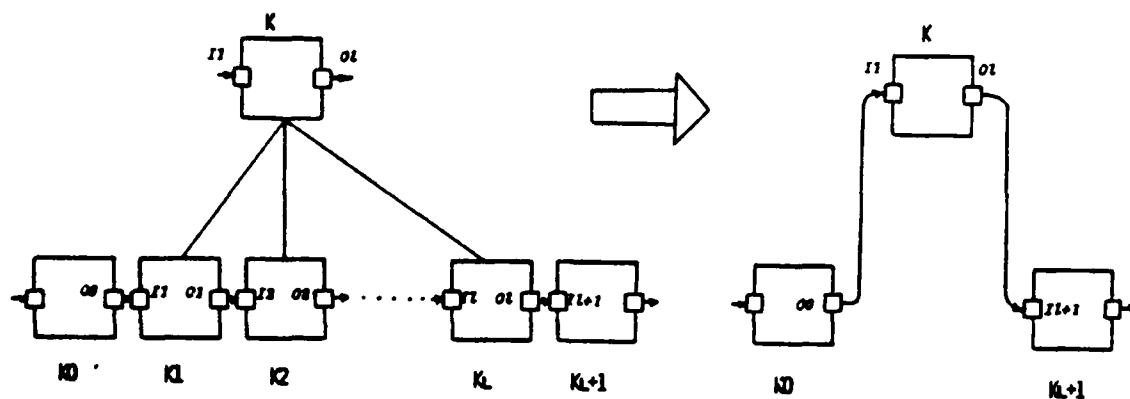 K
I1 Ol
K
I1 Ol
O0 I1 O1 I2 O2 Il Ol Il+1
O0
Il+1
K0 K1 K2 KL KL+1
K0
KL+1